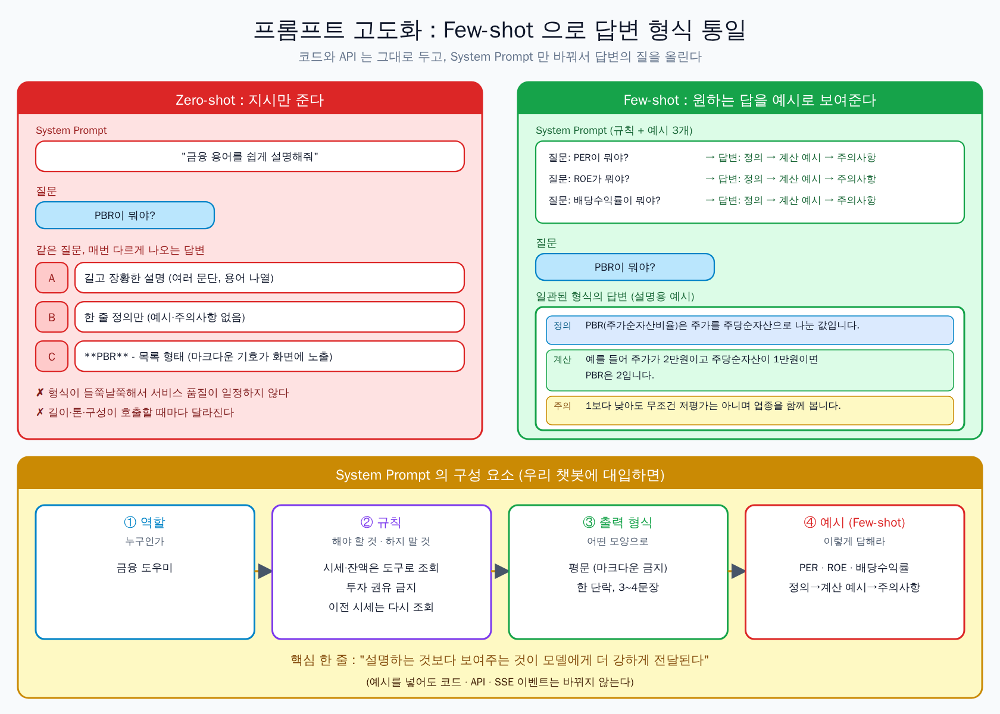 프롬프트 고도화 : Few-shot 으로 답변 형식 통일
코드와 API 는 그대로 두고, System Prompt 만 바꿔서 답변의 질을 올린다
Zero-shot : 지시만 준다
System Prompt
"금융 용어를 쉽게 설명해줘"
질문
PBR이 뭐야?
같은 질문, 매번 다르게 나오는 답변
A 길고 장황한 설명 (여러 문단, 용어 나열)
B 한 줄 정의만 (예시·주의사항 없음)
C **PBR** - 목록 형태 (마크다운 기호가 화면에 노출)
✗ 형식이 들쭉날쭉해서 서비스 품질이 일정하지 않다
✗ 길이·톤·구성이 호출할 때마다 달라진다
Few-shot : 원하는 답을 예시로 보여준다
System Prompt (규칙 + 예시 3개)
질문: PER이 뭐야? → 답변: 정의 → 계산 예시 → 주의사항
질문: ROE가 뭐야? → 답변: 정의 → 계산 예시 → 주의사항
질문: 배당수익률이 뭐야? → 답변: 정의 → 계산 예시 → 주의사항
질문
PBR이 뭐야?
일관된 형식의 답변 (설명용 예시)
정의 PBR(주가순자산비율)은 주가를 주당순자산으로 나눈 값입니다.
계산 예를 들어 주가가 2만원이고 주당순자산이 1만원이면
PBR은 2입니다.
주의 1보다 낮아도 무조건 저평가는 아니며 업종을 함께 봅니다.
System Prompt 의 구성 요소 (우리 챗봇에 대입하면)
① 역할
누구인가
금융 도우미
② 규칙
해야 할 것 · 하지 말 것
시세·잔액은 도구로 조회
투자 권유 금지
이전 시세는 다시 조회
③ 출력 형식
어떤 모양으로
평문 (마크다운 금지)
한 단락, 3~4문장
④ 예시 (Few-shot)
이렇게 답해라
PER · ROE · 배당수익률
정의→계산 예시→주의사항
핵심 한 줄 : "설명하는 것보다 보여주는 것이 모델에게 더 강하게 전달된다"
(예시를 넣어도 코드 · API · SSE 이벤트는 바뀌지 않는다)